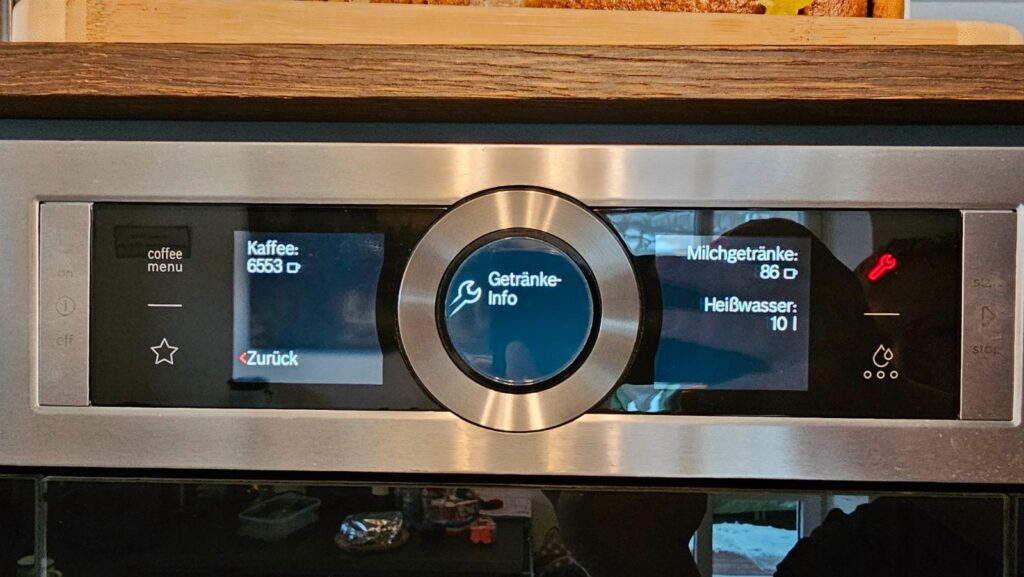 on
off
coffee
menu
Kaffee:
6553
<Zurück
Getränke-
Info
Milchgetränke:
86
Heißwasser:
10 l
start
stop